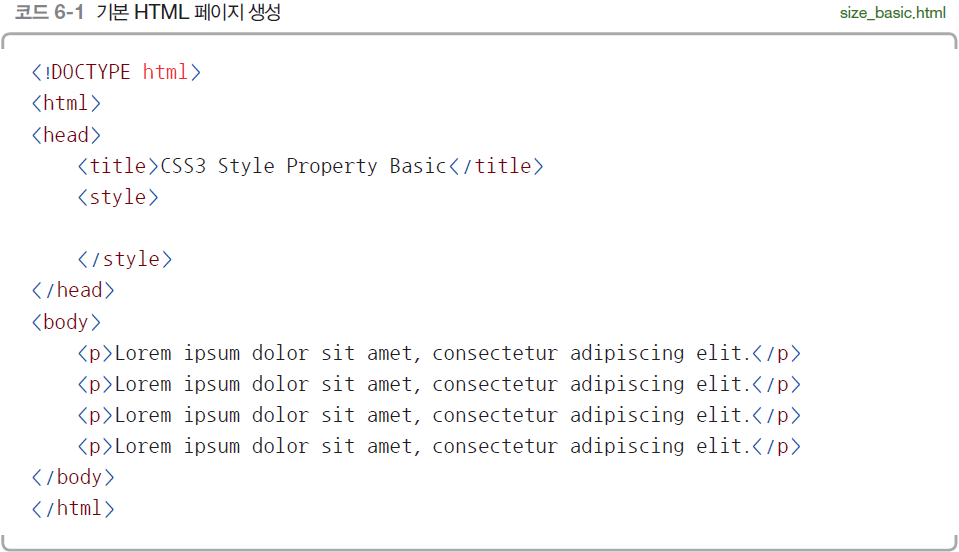 코드 6-1 기본 HTML 페이지 생성 size_basic.html
<!DOCTYPE html>
<html>
<head>
    <title>CSS3 Style Property Basic</title>
    <style>

    </style>
</head>
<body>
    <p>Lorem ipsum dolor sit amet, consectetur adipiscing elit.</p>
    <p>Lorem ipsum dolor sit amet, consectetur adipiscing elit.</p>
    <p>Lorem ipsum dolor sit amet, consectetur adipiscing elit.</p>
    <p>Lorem ipsum dolor sit amet, consectetur adipiscing elit.</p>
</body>
</html>